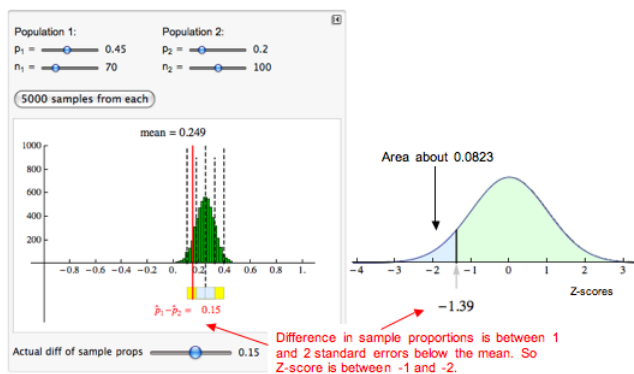 Population 1: Population 2:
p1 = 0.45 p2 = 0.2
n1 = 70 n2 = 100
5000 samples from each
mean = 0.249
1000
800
600
400
200
-0.8 -0.6 -0.4 -0.2 0. 0.2 0.4 0.6 0.8 1.
p̂1-p̂2 = 0.15
Actual diff of sample props 0.15
Area about 0.0823
-4 -3 -2 -1 0 1 2 3
Z-scores
-1.39
Difference in sample proportions is between 1
and 2 standard errors below the mean. So
Z-score is between -1 and -2.